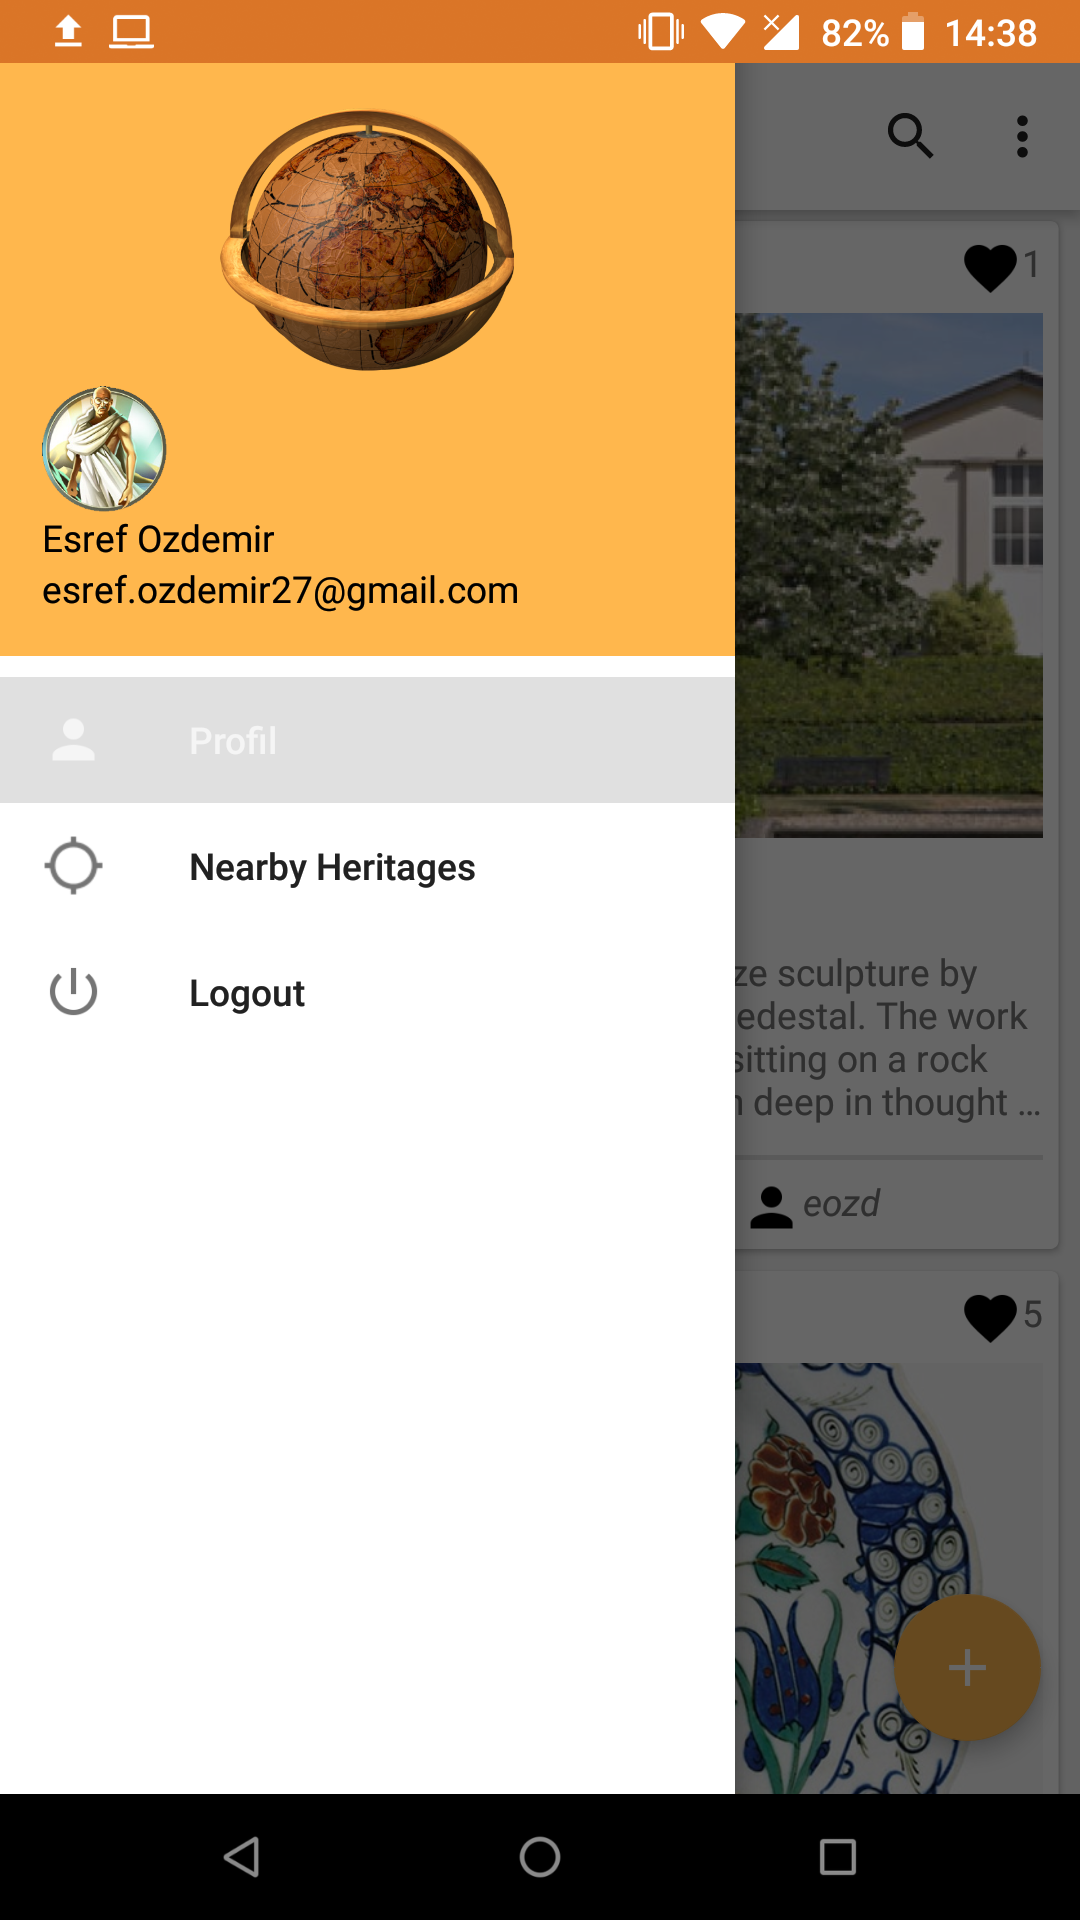 82% 14:38
1
Esref Ozdemir
esref.ozdemir27@gmail.com
Profil
Nearby Heritages
Logout
ze sculpture by
edestal. The work
sitting on a rock
deep in thought ...
eozd
5